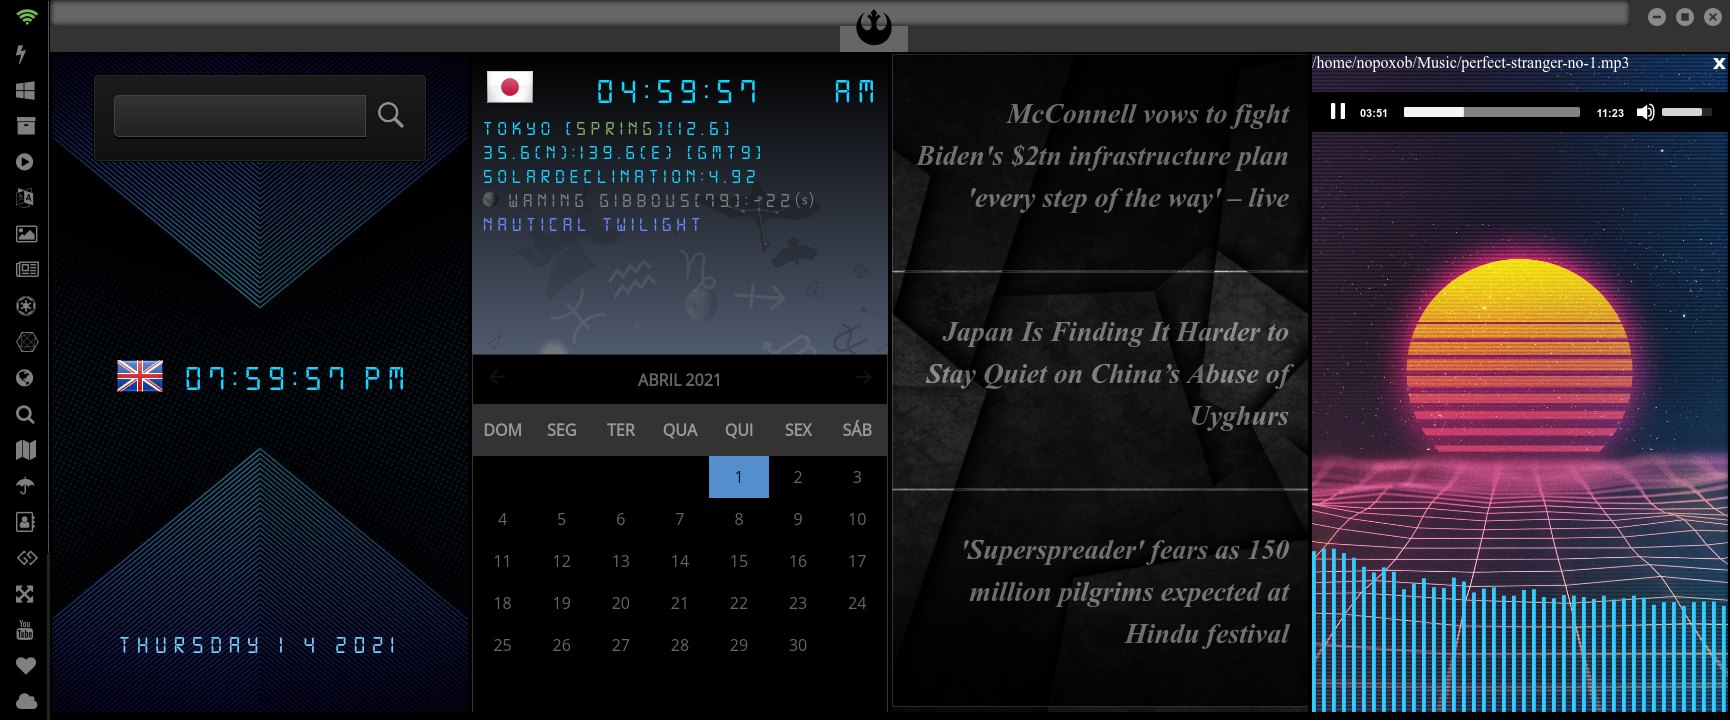 07:59:57 PM
THURSDAY 1 4 2021
04:59:57 AM
TOKYO [SPRING][12.6]
35.6(N):139.6(E) [GMT9]
SOLARDECLINATION:4.92
WANING GIBBOUS[79]:-22(s)
NAUTICAL TWILIGHT
ABRIL 2021
DOM SEG TER QUA QUI SEX SÁB
1 2 3
4 5 6 7 8 9 10
11 12 13 14 15 16 17
18 19 20 21 22 23 24
25 26 27 28 29 30
McConnell vows to fight
Biden's $2tn infrastructure plan
'every step of the way' – live
Japan Is Finding It Harder to
Stay Quiet on China’s Abuse of
Uyghurs
'Superspreader' fears as 150
million pilgrims expected at
Hindu festival
/home/nopoxob/Music/perfect-stranger-no-1.mp3 x
03:51 11:23
You
Tube